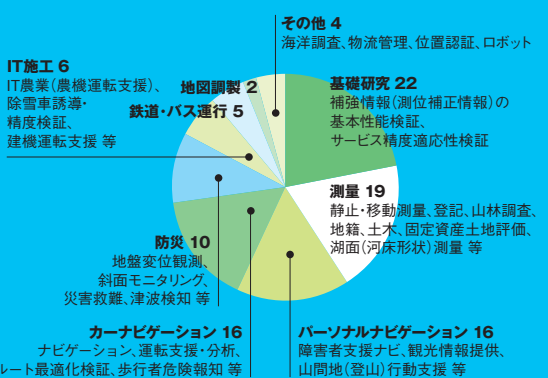 その他 4
海洋調査、物流管理、位置認証、ロボット
IT施工 6
IT農業（農機運転支援）、
除雪車誘導・
精度検証、
建機運転支援 等
地図調製 2
鉄道・バス運行 5
基礎研究 22
補強情報（測位補正情報）の
基本性能検証、
サービス精度適応性検証
測量 19
静止・移動測量、登記、山林調査、
地籍、土木、固定資産土地評価、
湖面（河床形状）測量 等
防災 10
地盤変位観測、
斜面モニタリング、
災害救難、津波検知 等
カーナビゲーション 16
ナビゲーション、運転支援・分析、
ルート最適化検証、歩行者危険報知 等
パーソナルナビゲーション 16
障害者支援ナビ、観光情報提供、
山間地（登山）行動支援 等